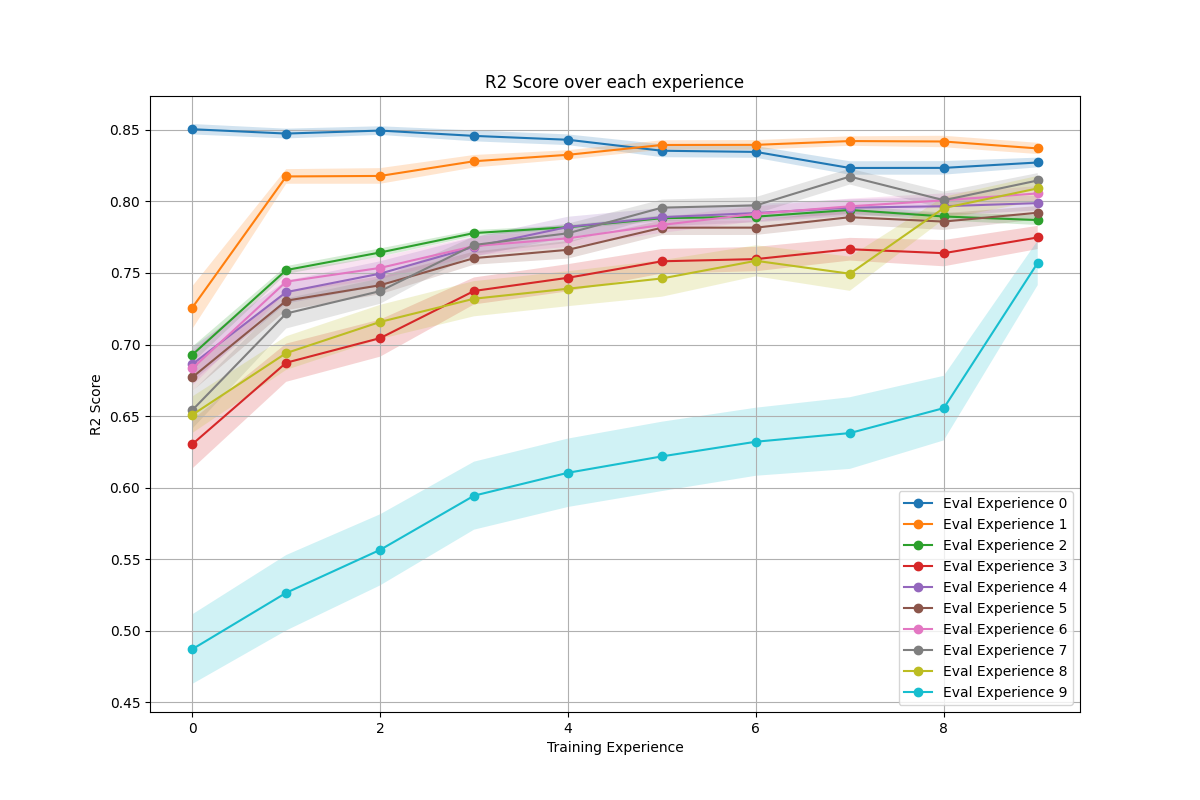 R2 Score over each experience
0.85
0.80
0.75
0.70
0.65
0.60
0.55
0.50
0.45
R2 Score
0 2 4 6 8
Training Experience
Eval Experience 0
Eval Experience 1
Eval Experience 2
Eval Experience 3
Eval Experience 4
Eval Experience 5
Eval Experience 6
Eval Experience 7
Eval Experience 8
Eval Experience 9